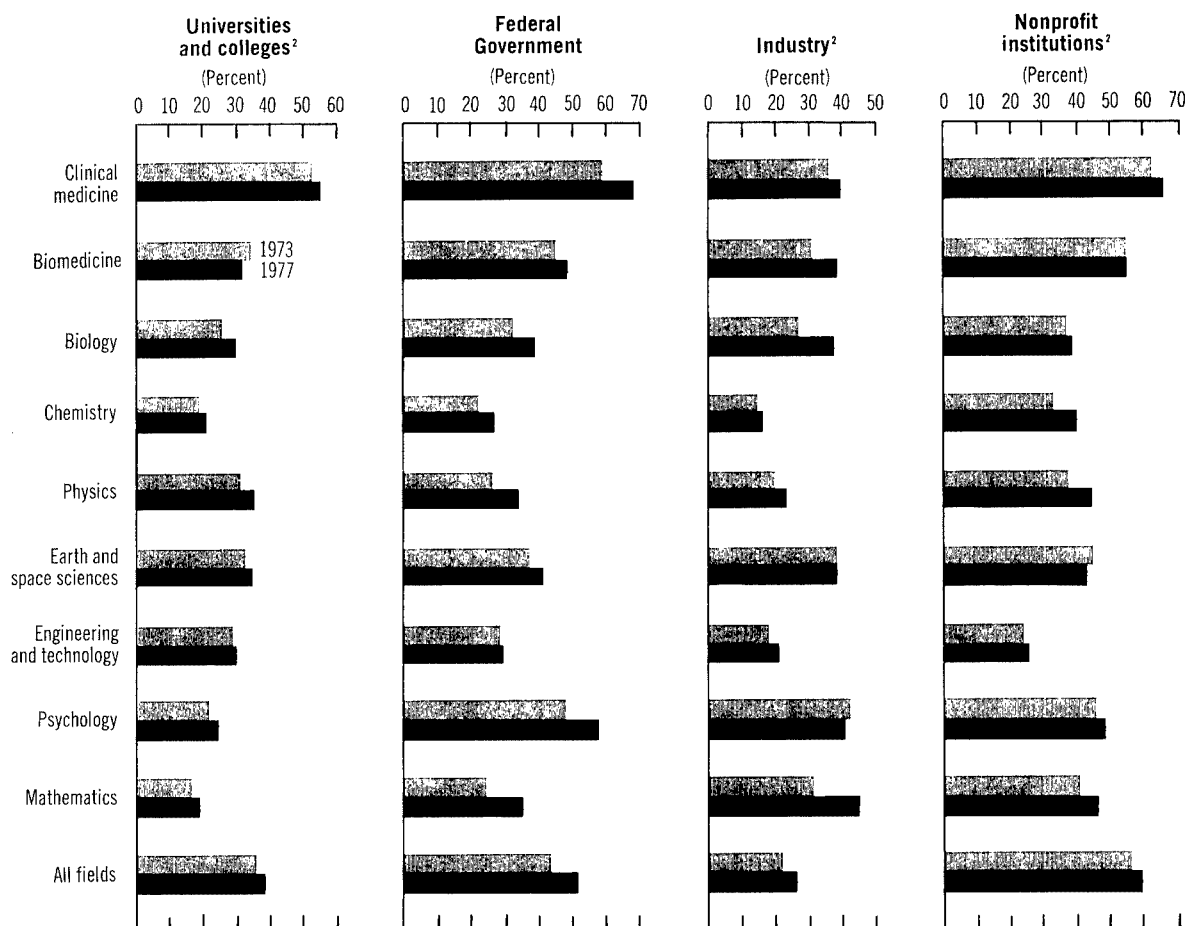 Universities
and colleges²
(Percent)
0 10 20 30 40 50 60
Federal
Government
(Percent)
0 10 20 30 40 50 60 70
Industry²
(Percent)
0 10 20 30 40 50
Nonprofit
institutions²
(Percent)
0 10 20 30 40 50 60 70
Clinical
medicine
Biomedicine
1973
1977
Biology
Chemistry
Physics
Earth and
space sciences
Engineering
and technology
Psychology
Mathematics
All fields